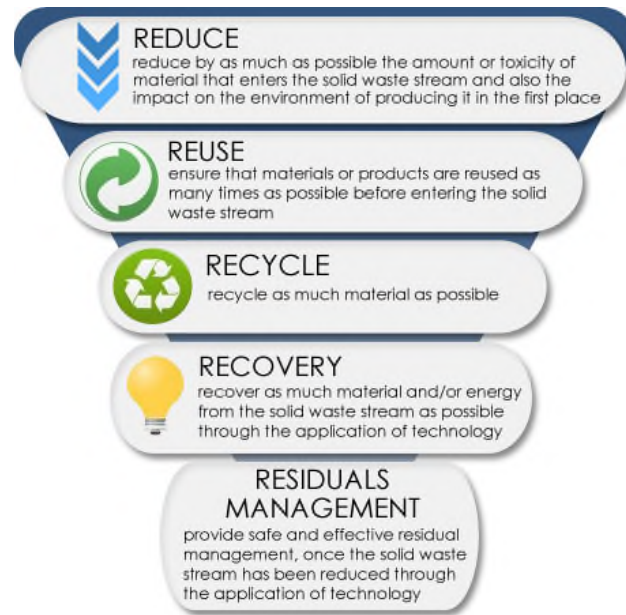 REDUCE
reduce by as much as possible the amount or toxicity of
material that enters the solid waste stream and also the
impact on the environment of producing it in the first place
REUSE
ensure that materials or products are reused as
many times as possible before entering the solid
waste stream
RECYCLE
recycle as much material as possible
RECOVERY
recover as much material and/or energy
from the solid waste stream as possible
through the application of technology
RESIDUALS
MANAGEMENT
provide safe and effective residual
management, once the solid waste
stream has been reduced through
the application of technology